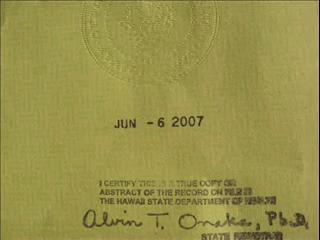 JUN - 6 2007
I CERTIFY THIS IS A TRUE COPY OR
ABSTRACT OF THE RECORD ON FILE IN
THE HAWAII STATE DEPARTMENT OF HEALTH
Alvin T. Onaka, Ph.D.
STATE REGISTRAR